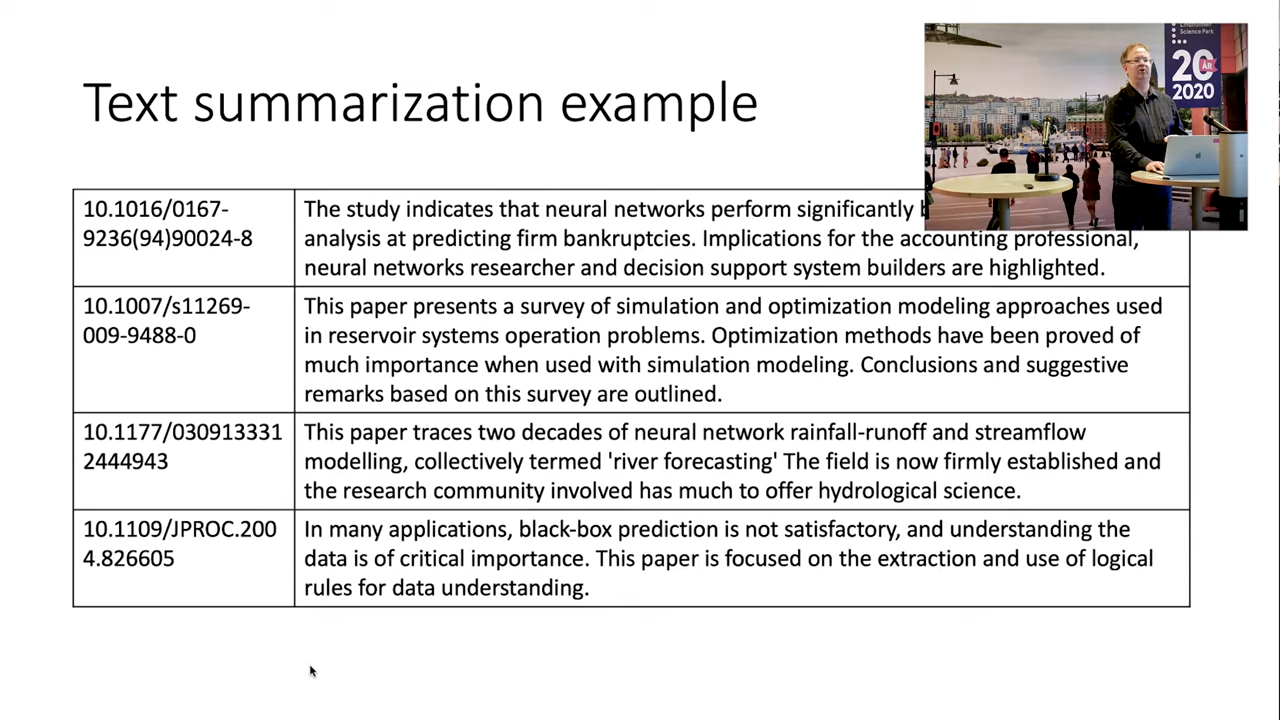 Text summarization example
Lindholmen
Science Park
20
ÅR
2020
10.1016/0167-
9236(94)90024-8
The study indicates that neural networks perform significantly
analysis at predicting firm bankruptcies. Implications for the accounting professional,
neural networks researcher and decision support system builders are highlighted.
10.1007/s11269-
009-9488-0
This paper presents a survey of simulation and optimization modeling approaches used
in reservoir systems operation problems. Optimization methods have been proved of
much importance when used with simulation modeling. Conclusions and suggestive
remarks based on this survey are outlined.
10.1177/030913331
2444943
This paper traces two decades of neural network rainfall-runoff and streamflow
modelling, collectively termed 'river forecasting' The field is now firmly established and
the research community involved has much to offer hydrological science.
10.1109/JPROC.200
4.826605
In many applications, black-box prediction is not satisfactory, and understanding the
data is of critical importance. This paper is focused on the extraction and use of logical
rules for data understanding.